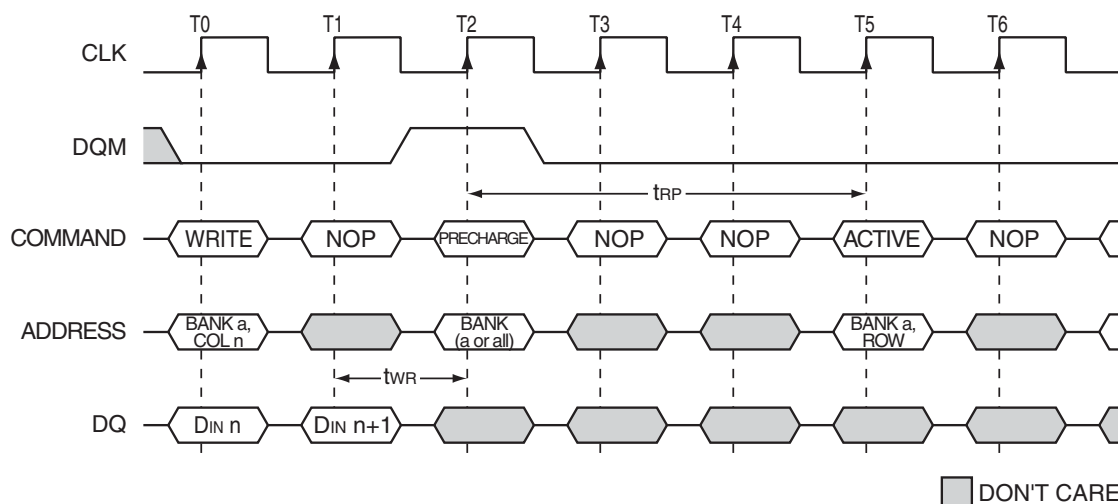 T0 T1 T2 T3 T4 T5 T6
CLK
DQM
tRP
COMMAND WRITE NOP PRECHARGE NOP NOP ACTIVE NOP
ADDRESS
BANK a,
COL n
BANK
(a or all)
BANK a,
ROW
tWR
DQ DIN n DIN n+1
DON'T CARE